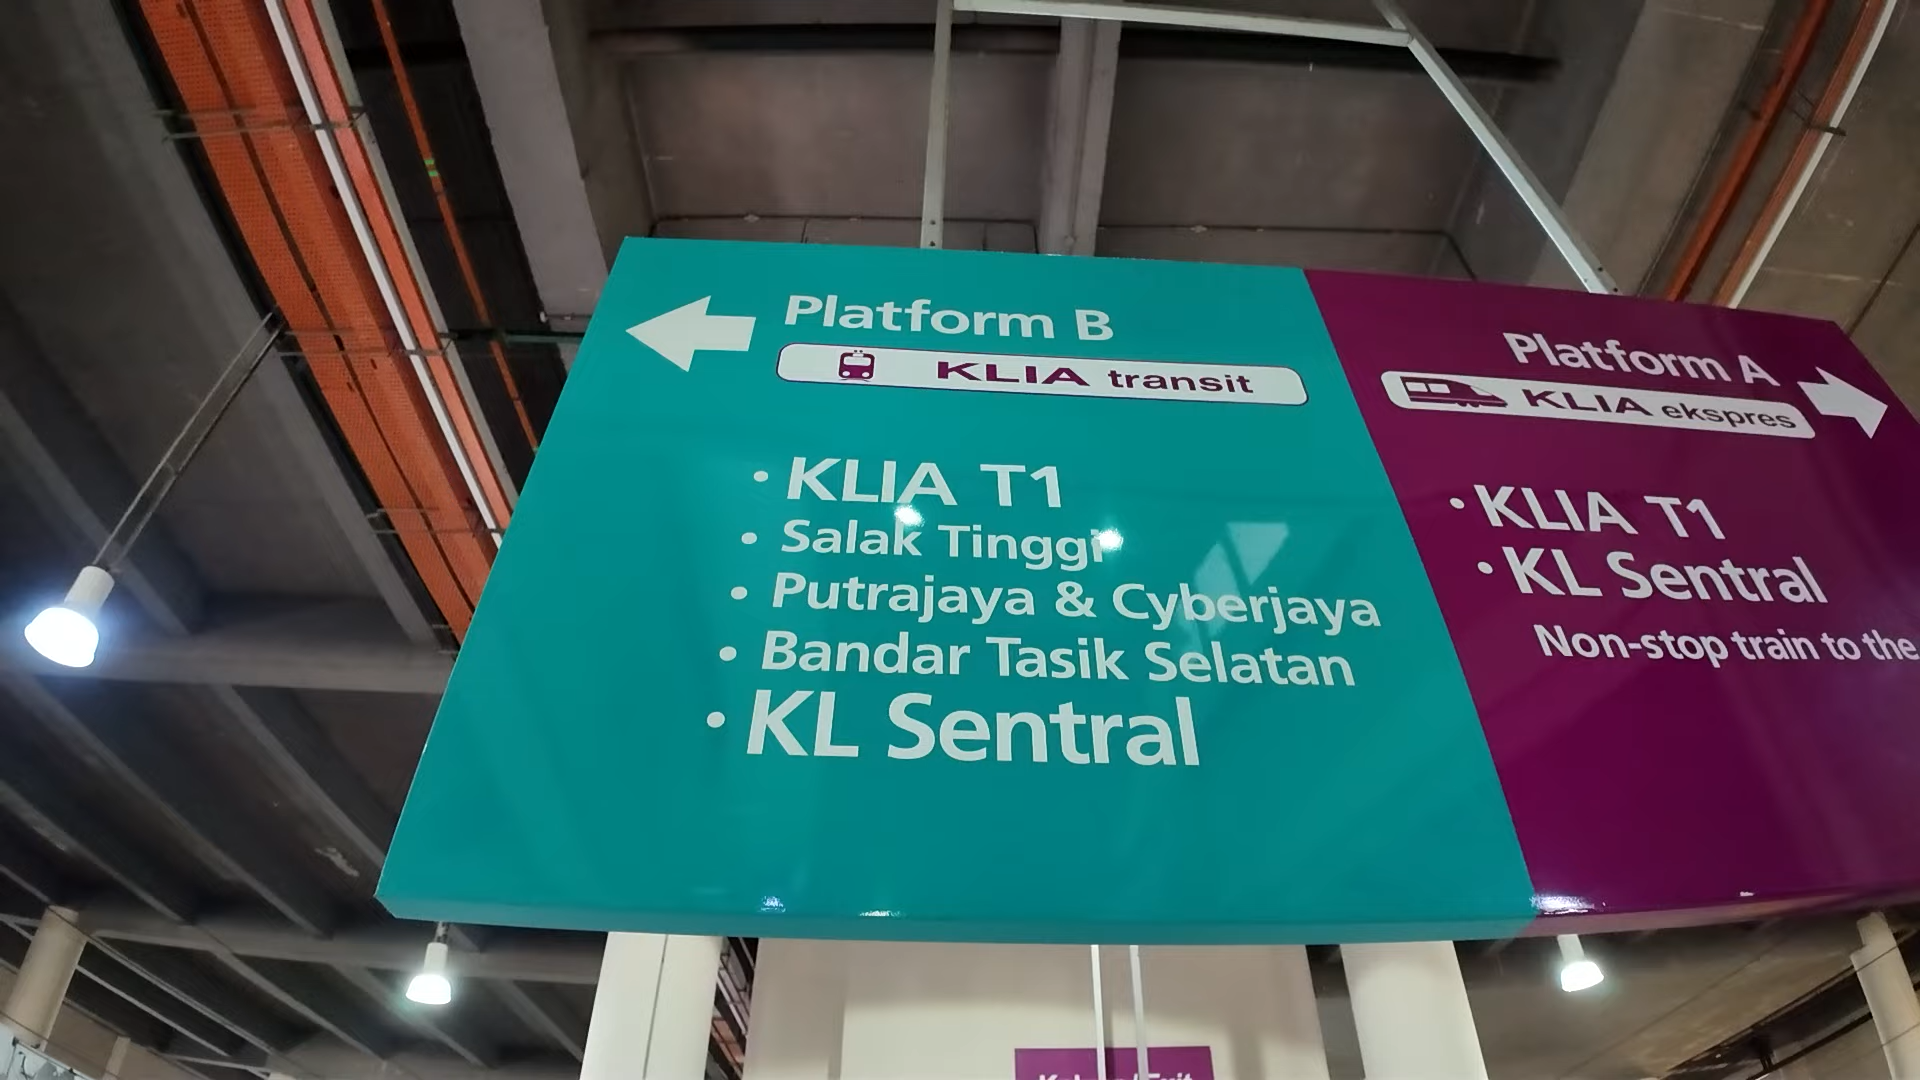 Platform B
KLIA transit
• KLIA T1
• Salak Tinggi
• Putrajaya & Cyberjaya
• Bandar Tasik Selatan
• KL Sentral
Platform A
KLIA ekspres
• KLIA T1
• KL Sentral
Non-stop train to the